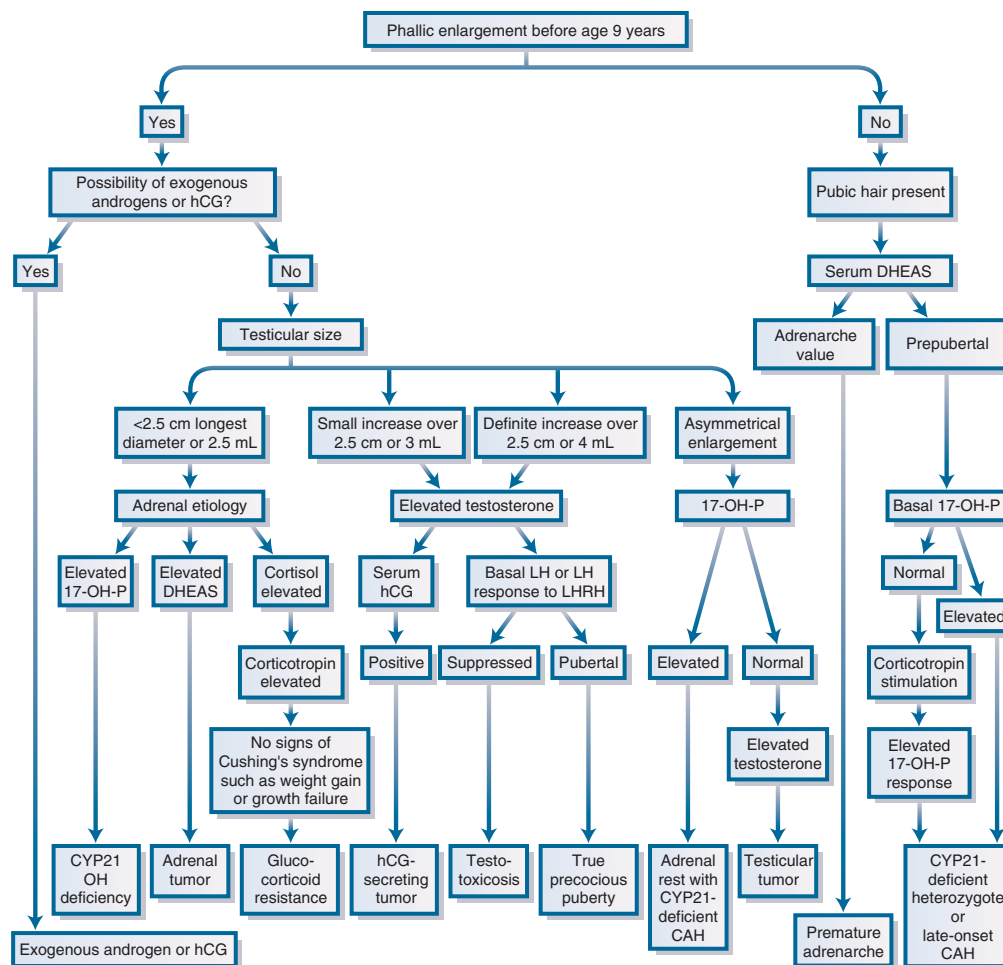 Phallic enlargement before age 9 years
Yes
No
Possibility of exogenous
androgens or hCG?
Pubic hair present
Yes
No
Serum DHEAS
Testicular size
Adrenarche
value
Prepubertal
<2.5 cm longest
diameter or 2.5 mL
Small increase over
2.5 cm or 3 mL
Definite increase over
2.5 cm or 4 mL
Asymmetrical
enlargement
Adrenal etiology
Elevated testosterone
17-OH-P
Basal 17-OH-P
Elevated
17-OH-P
Elevated
DHEAS
Cortisol
elevated
Serum
hCG
Basal LH or LH
response to LHRH
Normal
Elevated
Corticotropin
elevated
Positive
Suppressed
Pubertal
Elevated
Normal
Corticotropin
stimulation
No signs of
Cushing's syndrome
such as weight gain
or growth failure
Elevated
testosterone
Elevated
17-OH-P
response
CYP21
OH
deficiency
Adrenal
tumor
Gluco-
corticoid
resistance
hCG-
secreting
tumor
Testo-
toxicosis
True
precocious
puberty
Adrenal
rest with
CYP21-
deficient
CAH
Testicular
tumor
CYP21-
deficient
heterozygote
or
late-onset
CAH
Exogenous androgen or hCG
Premature
adrenarche